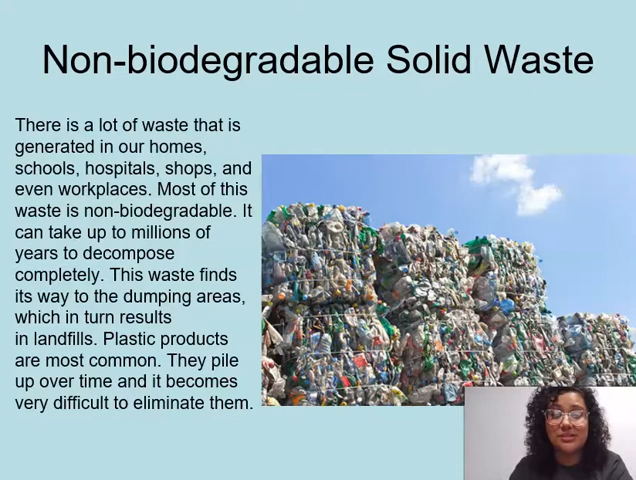 Non-biodegradable Solid Waste
There is a lot of waste that is
generated in our homes,
schools, hospitals, shops, and
even workplaces. Most of this
waste is non-biodegradable. It
can take up to millions of
years to decompose
completely. This waste finds
its way to the dumping areas,
which in turn results
in landfills. Plastic products
are most common. They pile
up over time and it becomes
very difficult to eliminate them.